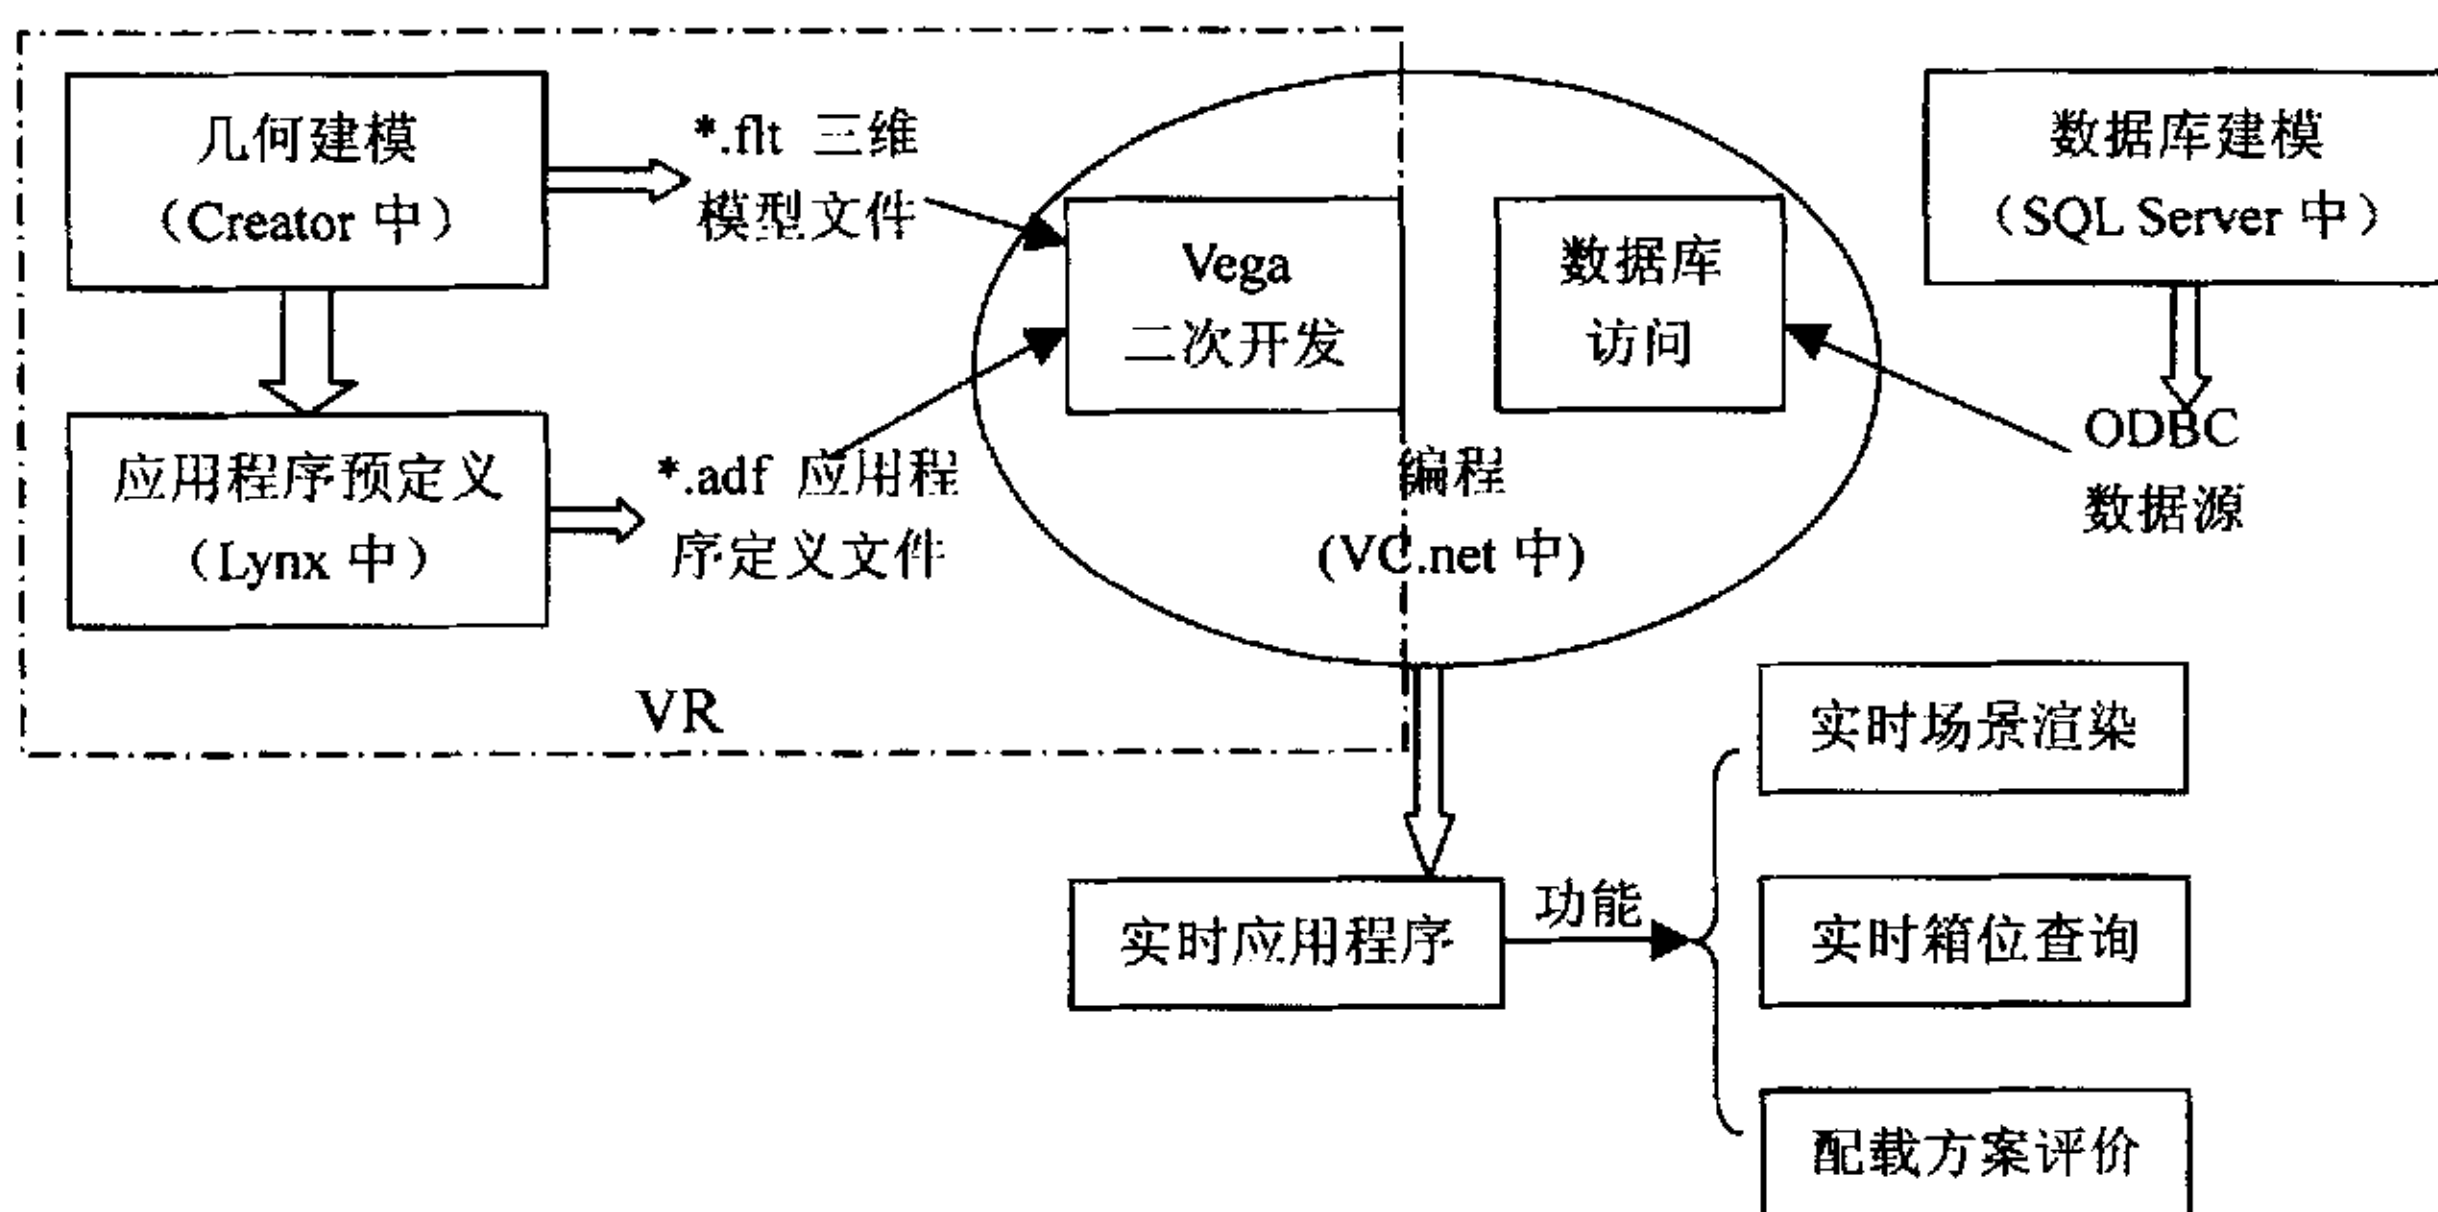 几何建模
（Creator 中）
*.flt 三维
模型文件
Vega
二次开发
数据库
访问
数据库建模
（SQL Server 中）
应用程序预定义
（Lynx 中）
*.adf 应用程
序定义文件
编程
(VC.net 中)
ODBC
数据源
VR
实时应用程序
功能
实时场景渲染
实时箱位查询
配载方案评价